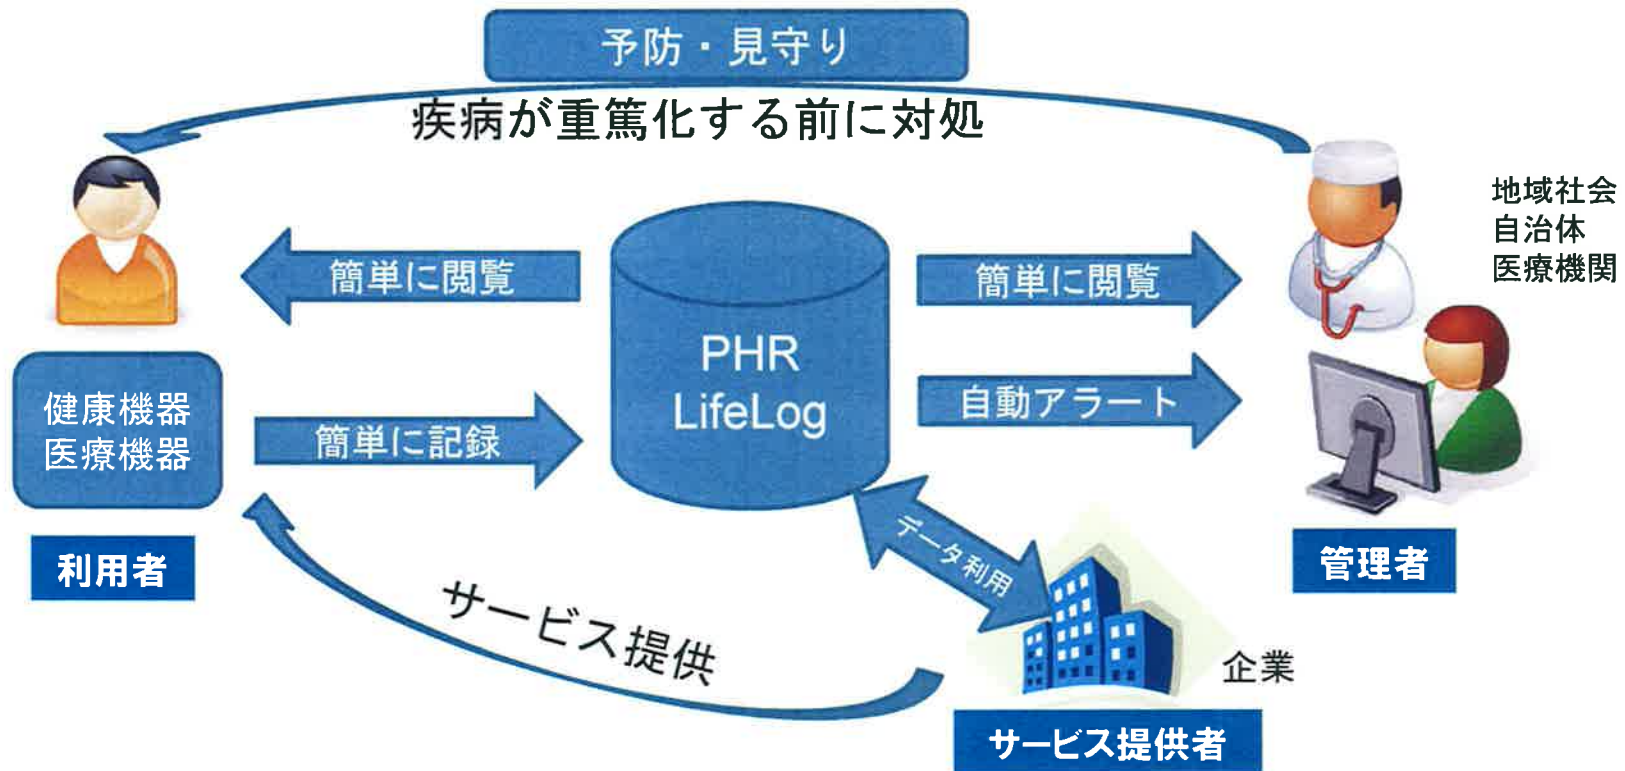 予防・見守り
疾病が重篤化する前に対処
地域社会
自治体
医療機関
簡単に閲覧
簡単に閲覧
PHR
LifeLog
健康機器
医療機器
簡単に記録
自動アラート
データ利用
利用者
管理者
サービス提供
企業
サービス提供者